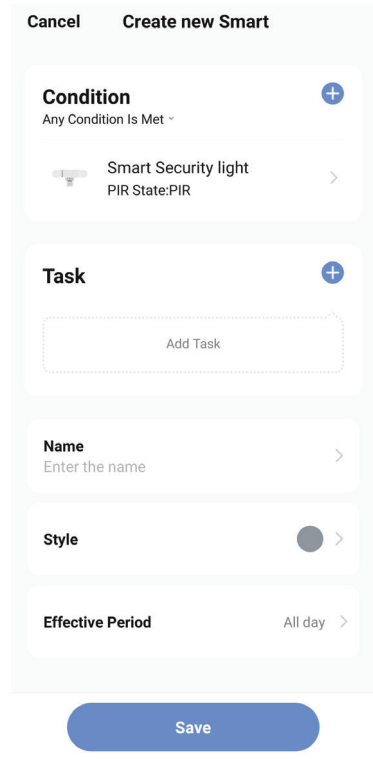 Cancel Create new Smart
Condition
Any Condition Is Met
Smart Security light
PIR State:PIR
Task
Add Task
Name
Enter the name
Style
Effective Period All day
Save